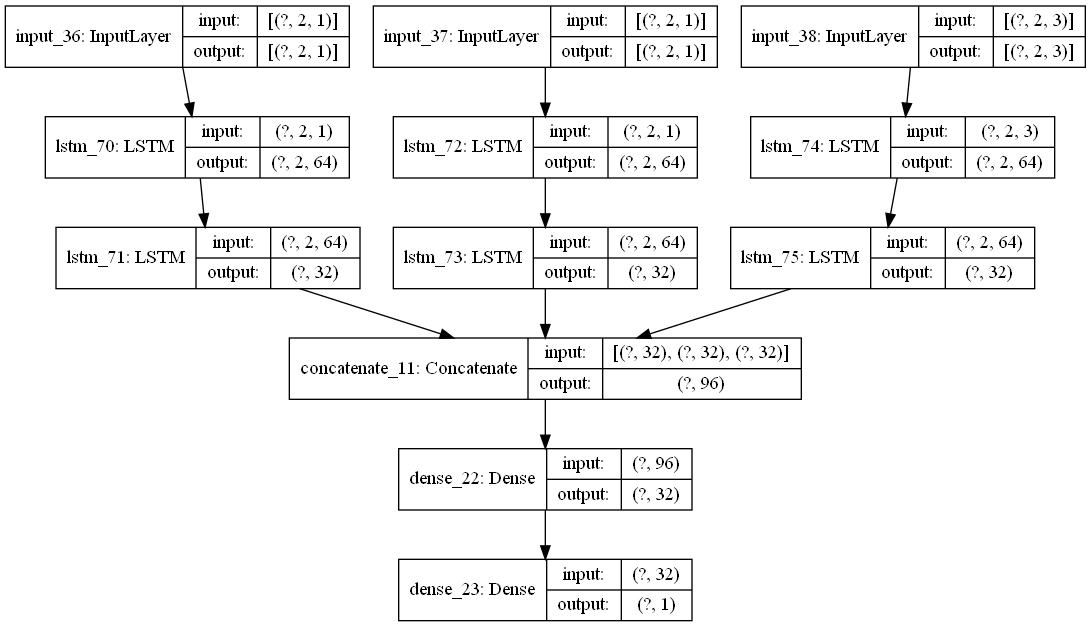 input_36: InputLayer input: [(?, 2, 1)] output: [(?, 2, 1)]
input_37: InputLayer input: [(?, 2, 1)] output: [(?, 2, 1)]
input_38: InputLayer input: [(?, 2, 3)] output: [(?, 2, 3)]
lstm_70: LSTM input: (?, 2, 1) output: (?, 2, 64)
lstm_72: LSTM input: (?, 2, 1) output: (?, 2, 64)
lstm_74: LSTM input: (?, 2, 3) output: (?, 2, 64)
lstm_71: LSTM input: (?, 2, 64) output: (?, 32)
lstm_73: LSTM input: (?, 2, 64) output: (?, 32)
lstm_75: LSTM input: (?, 2, 64) output: (?, 32)
concatenate_11: Concatenate input: [(?, 32), (?, 32), (?, 32)] output: (?, 96)
dense_22: Dense input: (?, 96) output: (?, 32)
dense_23: Dense input: (?, 32) output: (?, 1)